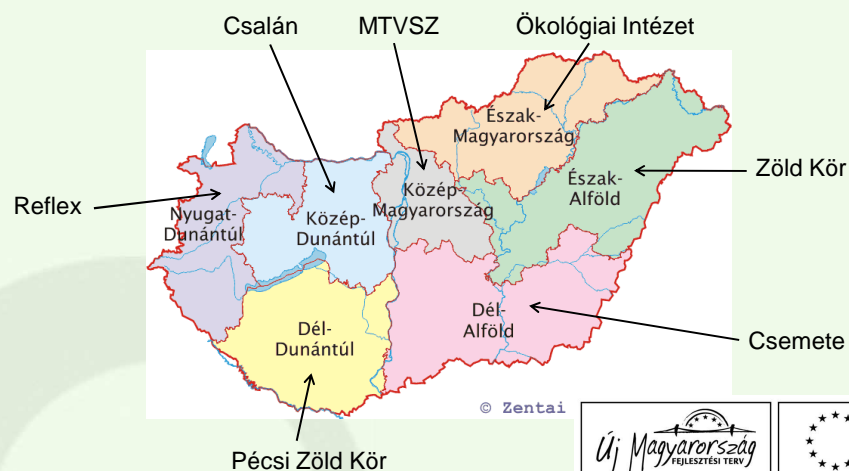 Csalán
MTVSZ
Ökológiai Intézet
Észak-
Magyarország
Zöld Kör
Észak-
Alföld
Közép-
Magyarország
Reflex
Nyugat-
Dunántúl
Közép-
Dunántúl
Dél-
Alföld
Dél-
Dunántúl
Csemete
© Zentai
Új Magyarország
FEJLESZTÉSI TERV
Pécsi Zöld Kör